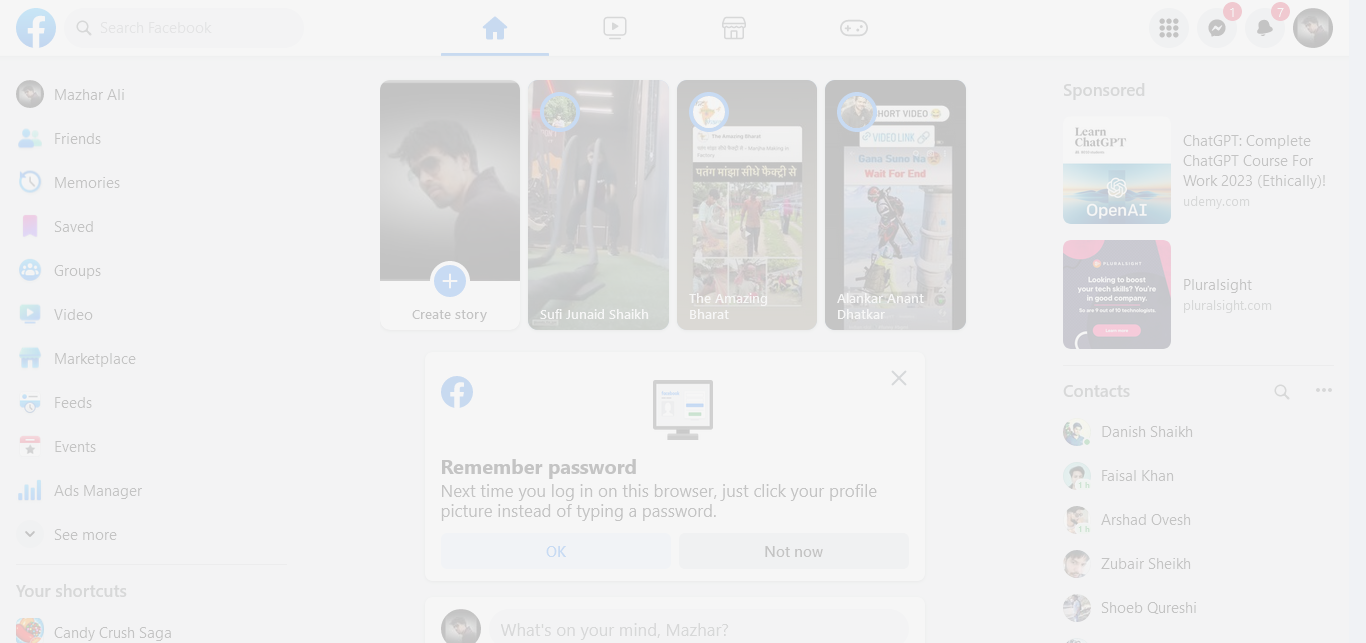 Search Facebook
1
7
Mazhar Ali
Friends
Memories
Saved
Groups
Video
Marketplace
Feeds
Events
Ads Manager
See more
Your shortcuts
Candy Crush Saga
Create story
Sufi Junaid Shaikh
The Amazing Bharat
पतंग मांझा सीधे फैक्ट्री से
The Amazing
Bharat
SHORT VIDEO 😂
VIDEO LINK 🔗
Gana Suno Na
Wait For End
Alankar Anant
Dhatkar
Remember password
Next time you log in on this browser, just click your profile
picture instead of typing a password.
OK
Not now
What's on your mind, Mazhar?
Sponsored
Learn
ChatGPT
OpenAI
ChatGPT: Complete
ChatGPT Course For
Work 2023 (Ethically)!
udemy.com
PLURALSIGHT
Looking to boost
your tech skills? You're
in good company.
Pluralsight
pluralsight.com
Contacts
Danish Shaikh
Faisal Khan
1 h
Arshad Ovesh
1 h
Zubair Sheikh
Shoeb Qureshi